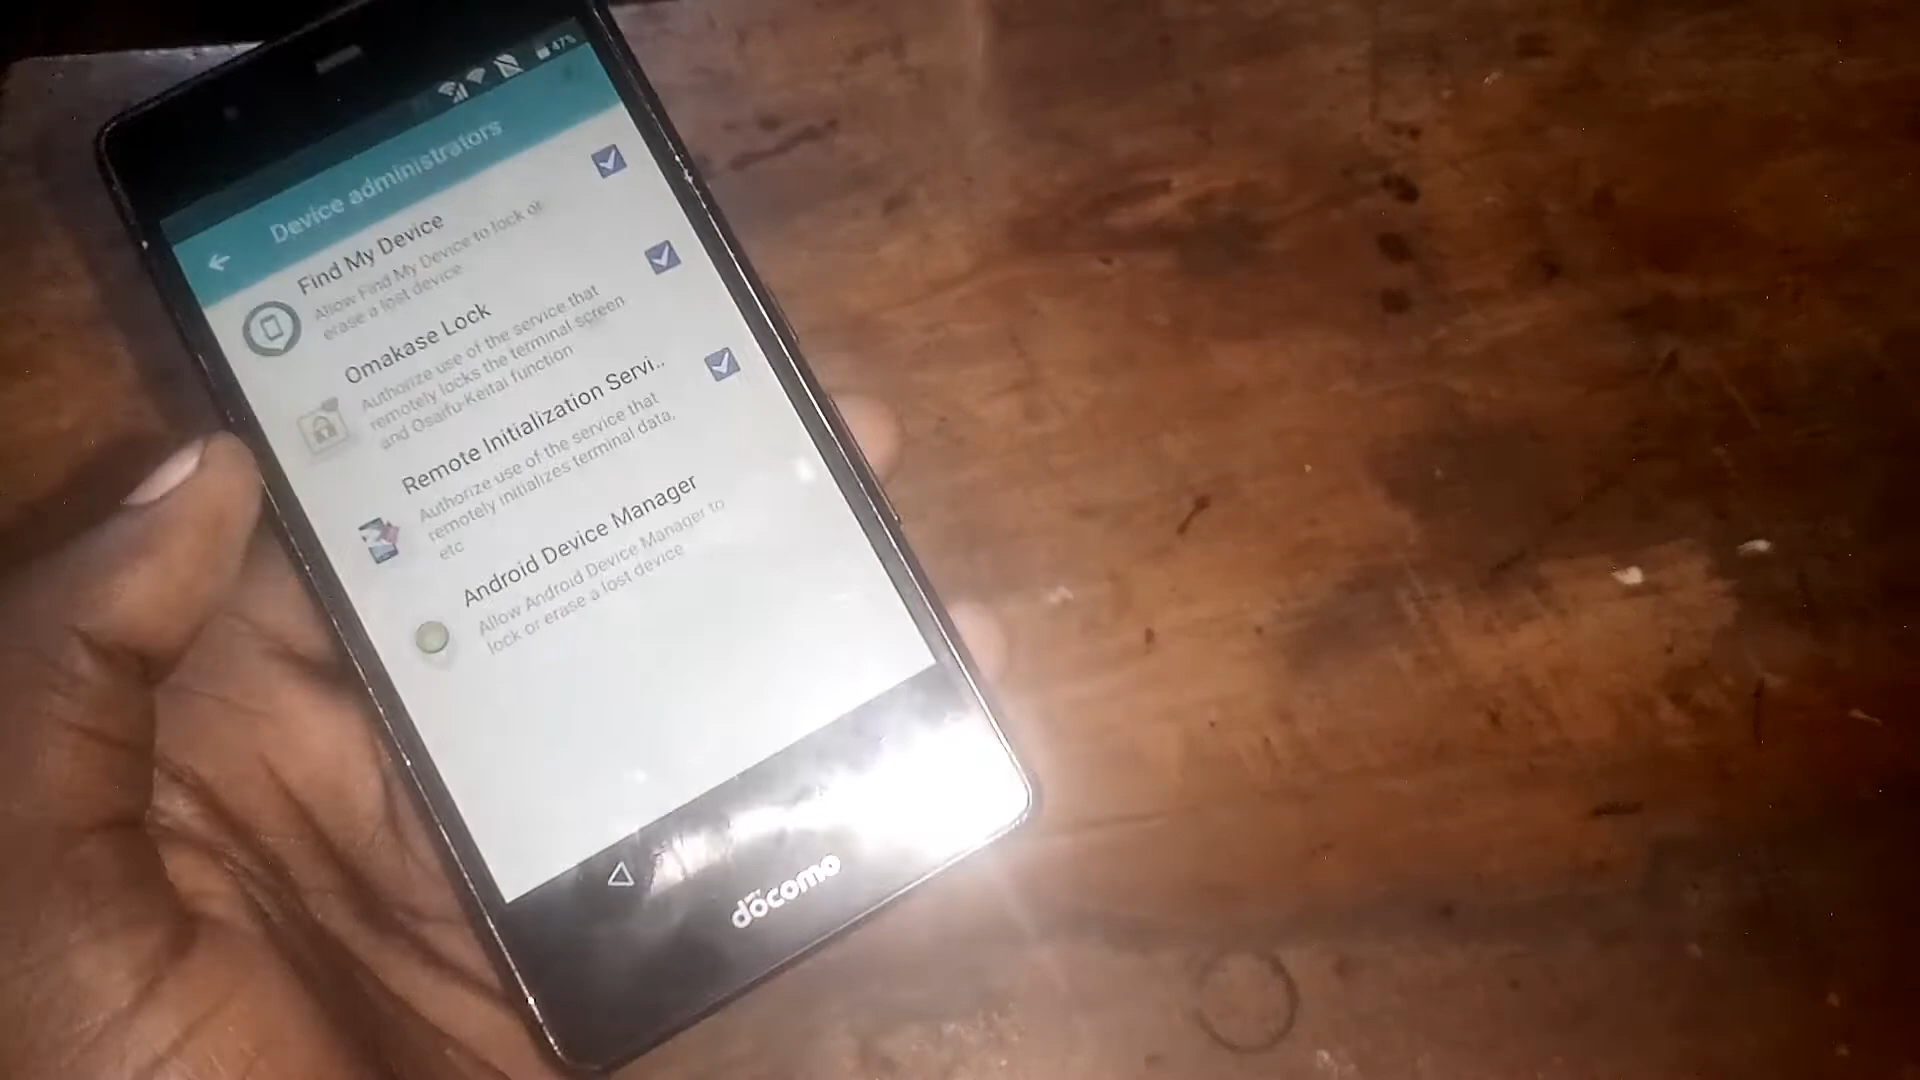 47%
Device administrators
Find My Device
Allow Find My Device to lock or
erase a lost device
Omakase Lock
Authorize use of the service that
remotely locks the terminal screen
and Osaifu-Keitai function
Remote Initialization Servi..
Authorize use of the service that
remotely initializes terminal data,
etc
Android Device Manager
Allow Android Device Manager to
lock or erase a lost device
döcomo